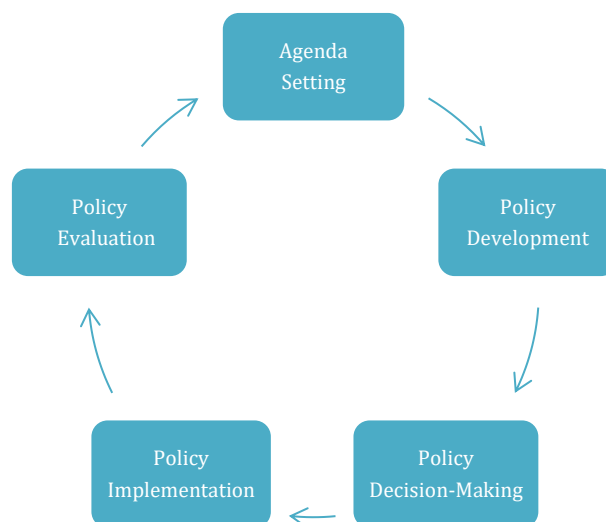 Agenda
Setting
Policy
Development
Policy
Decision-Making
Policy
Implementation
Policy
Evaluation